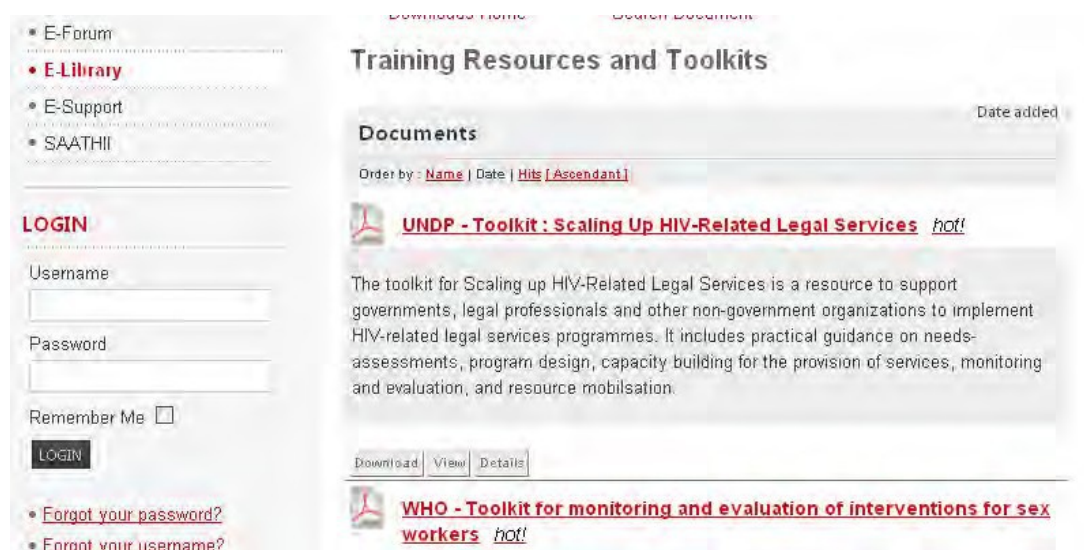 Downloads Home Search Document
• E-Forum
• E-Library
• E-Support
• SAATHII
LOGIN
Username
Password
Remember Me
LOGIN
• Forgot your password?
• Forgot your username?
Training Resources and Toolkits
Date added
Documents
Order by : Name | Date | Hits [ Ascendant ]
UNDP - Toolkit : Scaling Up HIV-Related Legal Services hot!
The toolkit for Scaling up HIV-Related Legal Services is a resource to support
governments, legal professionals and other non-government organizations to implement
HIV-related legal services programmes. It includes practical guidance on needs-
assessments, program design, capacity building for the provision of services, monitoring
and evaluation, and resource mobilsation.
Download View Details
WHO - Toolkit for monitoring and evaluation of interventions for sex
workers hot!